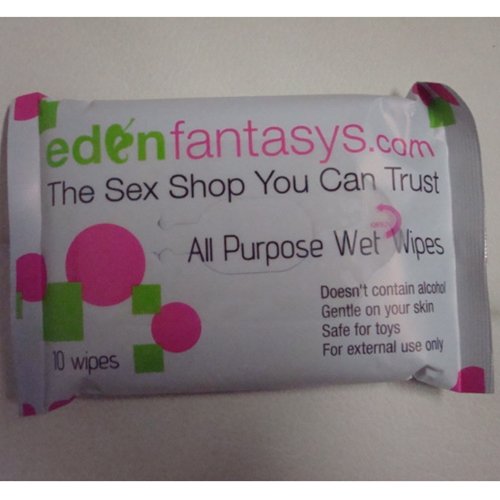 edenfantasys.com
The Sex Shop You Can Trust
All Purpose Wet Wipes
Doesn't contain alcohol
Gentle on your skin
Safe for toys
For external use only
10 wipes